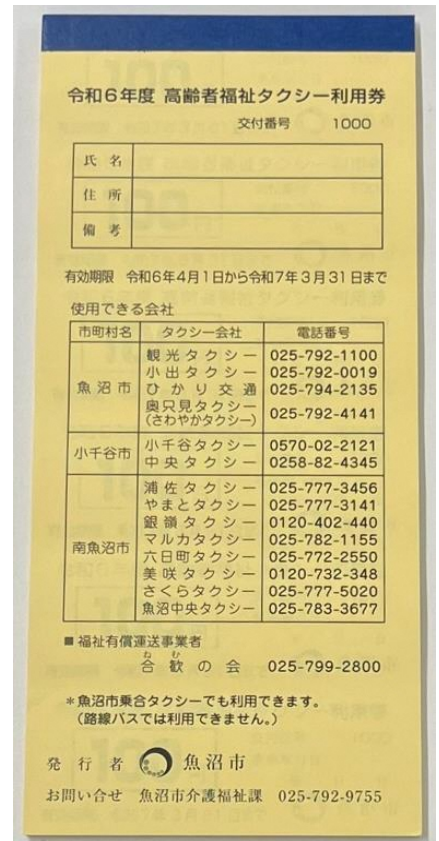 令和6年度 高齢者福祉タクシー利用券
交付番号 1000
氏名
住所
備考
有効期限 令和6年4月1日から令和7年3月31日まで
使用できる会社
市町村名 タクシー会社 電話番号
魚沼市
観光タクシー 025-792-1100
小出タクシー 025-792-0019
ひかり交通 025-794-2135
奥只見タクシー
(さわやかタクシー) 025-792-4141
小千谷市
小千谷タクシー 0570-02-2121
中央タクシー 0258-82-4345
南魚沼市
浦佐タクシー 025-777-3456
やまとタクシー 025-777-3141
銀嶺タクシー 0120-402-440
マルカタクシー 025-782-1155
六日町タクシー 025-772-2550
美咲タクシー 0120-732-348
さくらタクシー 025-777-5020
魚沼中央タクシー 025-783-3677
■福祉有償運送事業者
ねむ
合歓の会 025-799-2800
*魚沼市乗合タクシーでも利用できます。
(路線バスでは利用できません。)
発行者 魚沼市
お問い合せ 魚沼市介護福祉課 025-792-9755